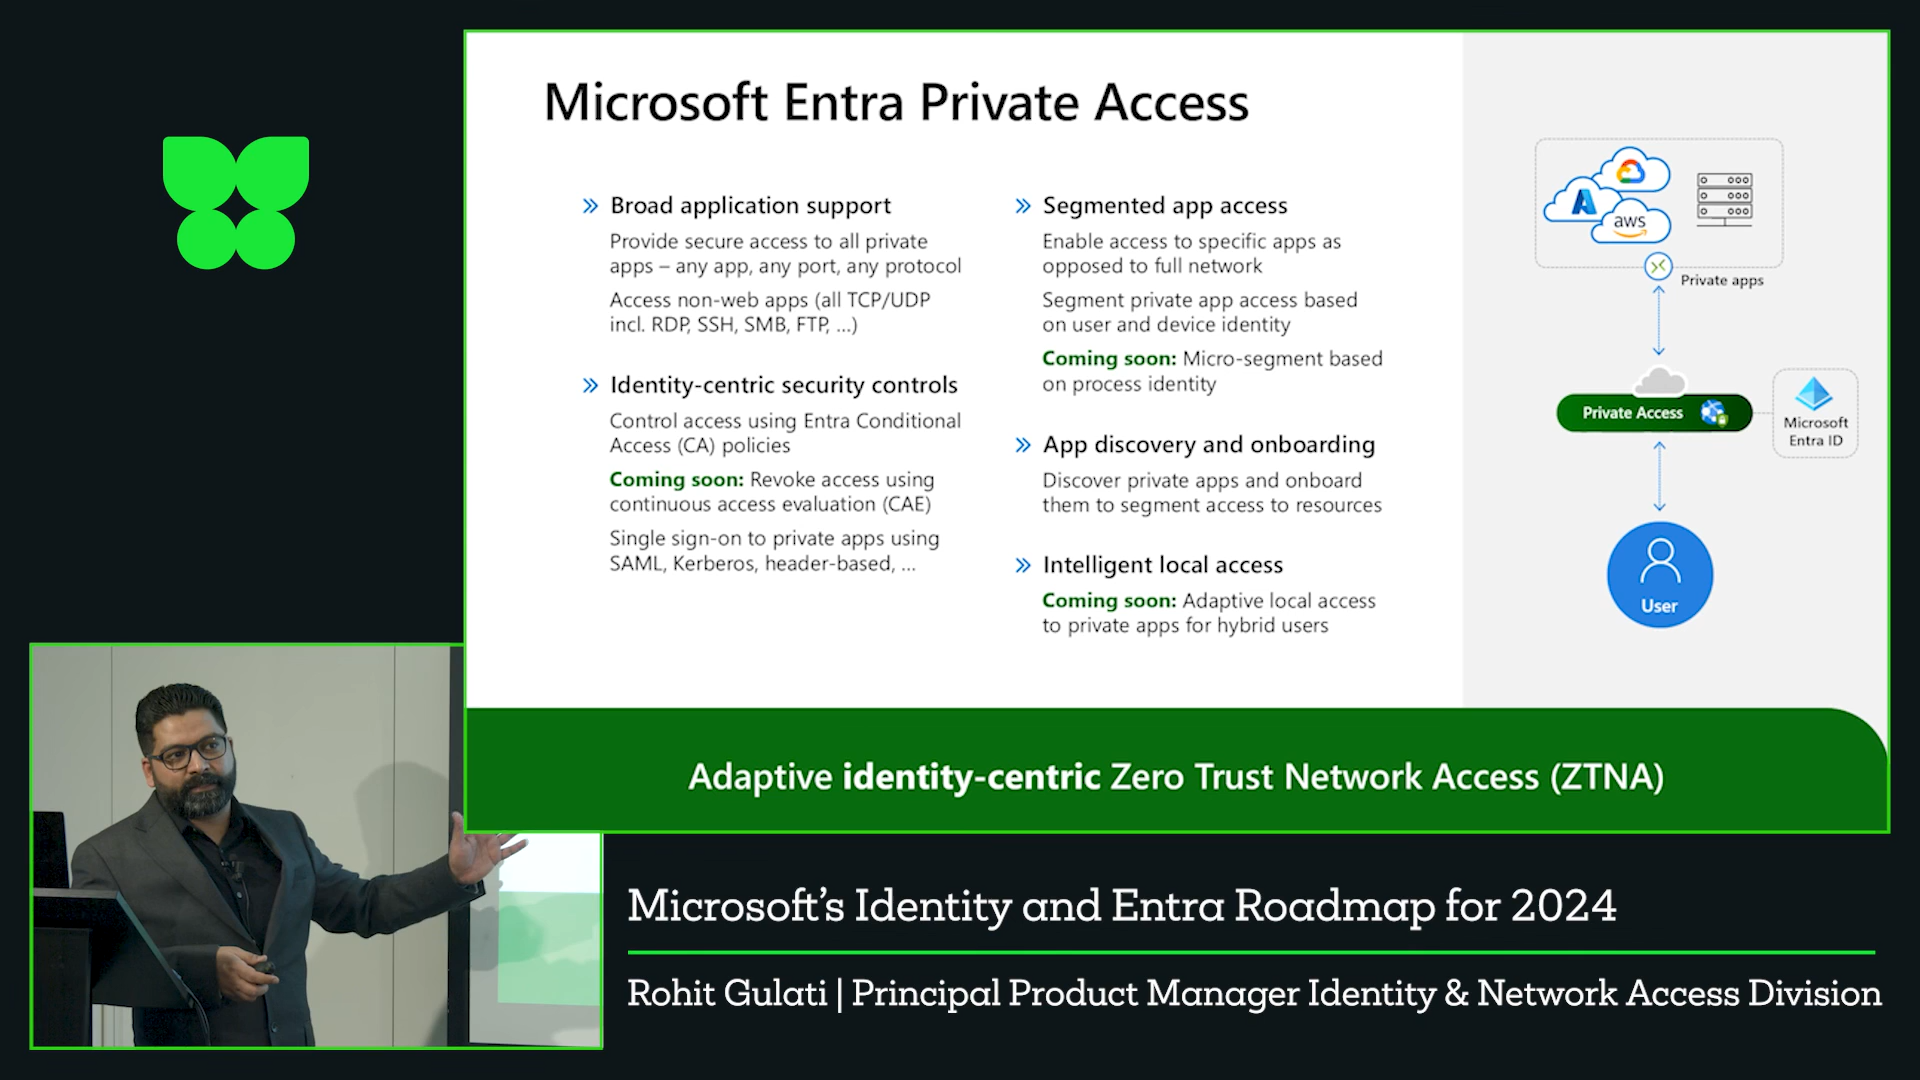 Microsoft Entra Private Access
Broad application support
Provide secure access to all private
apps – any app, any port, any protocol
Access non-web apps (all TCP/UDP
incl. RDP, SSH, SMB, FTP, ...)
Identity-centric security controls
Control access using Entra Conditional
Access (CA) policies
Coming soon: Revoke access using
continuous access evaluation (CAE)
Single sign-on to private apps using
SAML, Kerberos, header-based, ...
Segmented app access
Enable access to specific apps as
opposed to full network
Segment private app access based
on user and device identity
Coming soon: Micro-segment based
on process identity
App discovery and onboarding
Discover private apps and onboard
them to segment access to resources
Intelligent local access
Coming soon: Adaptive local access
to private apps for hybrid users
aws
Private apps
Private Access
Microsoft
Entra ID
User
Adaptive identity-centric Zero Trust Network Access (ZTNA)
Microsoft’s Identity and Entra Roadmap for 2024
Rohit Gulati | Principal Product Manager Identity & Network Access Division